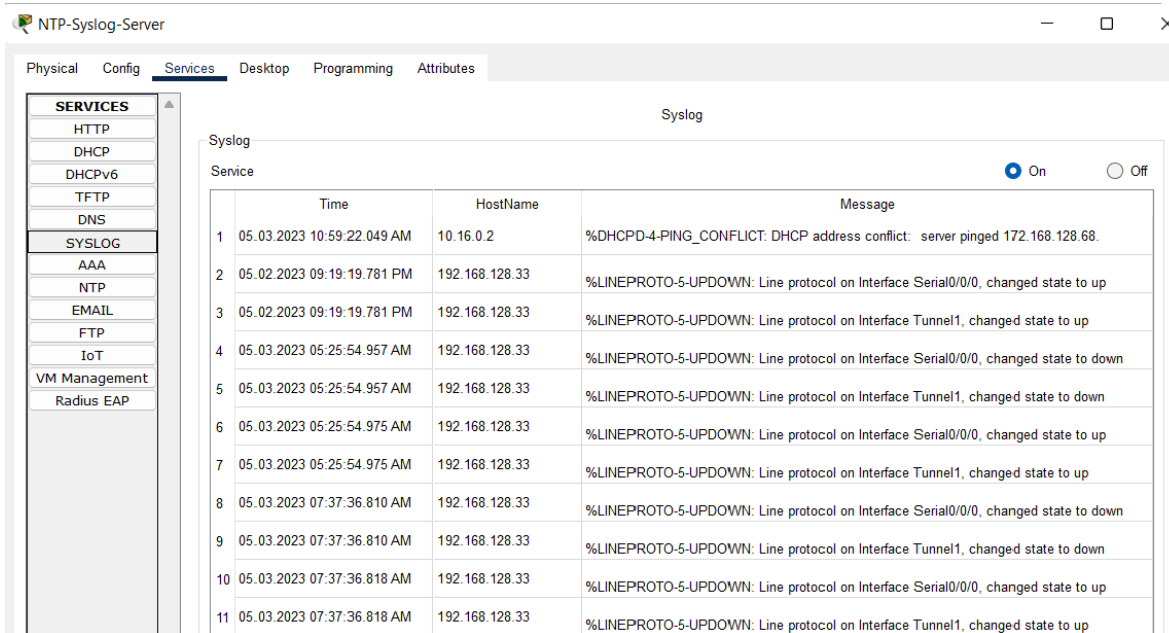 NTP-Syslog-Server
Physical Config Services Desktop Programming Attributes
SERVICES
HTTP
DHCP
DHCPv6
TFTP
DNS
SYSLOG
AAA
NTP
EMAIL
FTP
IoT
VM Management
Radius EAP
Syslog
Syslog
Service On Off
Time HostName Message
1 05.03.2023 10:59:22.049 AM 10.16.0.2 %DHCPD-4-PING_CONFLICT: DHCP address conflict: server pinged 172.168.128.68.
2 05.02.2023 09:19:19.781 PM 192.168.128.33 %LINEPROTO-5-UPDOWN: Line protocol on Interface Serial0/0/0, changed state to up
3 05.02.2023 09:19:19.781 PM 192.168.128.33 %LINEPROTO-5-UPDOWN: Line protocol on Interface Tunnel1, changed state to up
4 05.03.2023 05:25:54.957 AM 192.168.128.33 %LINEPROTO-5-UPDOWN: Line protocol on Interface Serial0/0/0, changed state to down
5 05.03.2023 05:25:54.957 AM 192.168.128.33 %LINEPROTO-5-UPDOWN: Line protocol on Interface Tunnel1, changed state to down
6 05.03.2023 05:25:54.975 AM 192.168.128.33 %LINEPROTO-5-UPDOWN: Line protocol on Interface Serial0/0/0, changed state to up
7 05.03.2023 05:25:54.975 AM 192.168.128.33 %LINEPROTO-5-UPDOWN: Line protocol on Interface Tunnel1, changed state to up
8 05.03.2023 07:37:36.810 AM 192.168.128.33 %LINEPROTO-5-UPDOWN: Line protocol on Interface Serial0/0/0, changed state to down
9 05.03.2023 07:37:36.810 AM 192.168.128.33 %LINEPROTO-5-UPDOWN: Line protocol on Interface Tunnel1, changed state to down
10 05.03.2023 07:37:36.818 AM 192.168.128.33 %LINEPROTO-5-UPDOWN: Line protocol on Interface Serial0/0/0, changed state to up
11 05.03.2023 07:37:36.818 AM 192.168.128.33 %LINEPROTO-5-UPDOWN: Line protocol on Interface Tunnel1, changed state to up